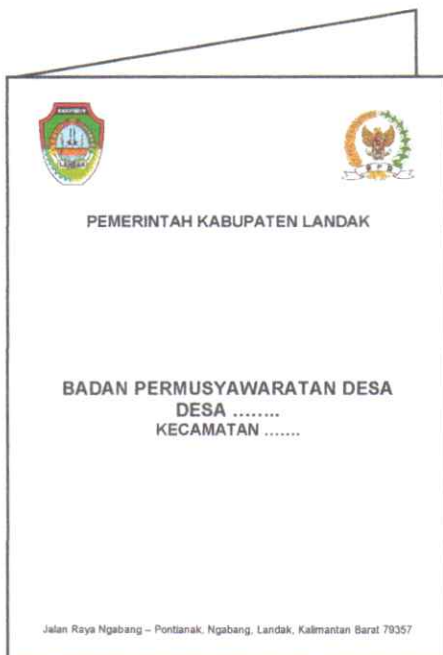 PEMERINTAH KABUPATEN LANDAK
BADAN PERMUSYAWARATAN DESA
DESA ........
KECAMATAN .......
Jalan Raya Ngabang – Pontianak, Ngabang, Landak, Kalimantan Barat 79357